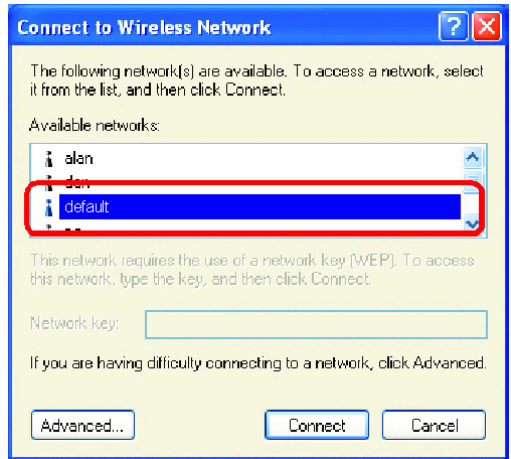 Connect to Wireless Network
The following network(s) are available. To access a network, select
it from the list, and then click Connect.
Available networks:
alan
default
This network requires the use of a network key (WEP). To access
this network, type the key, and then click Connect.
Network key:
If you are having difficulty connecting to a network, click Advanced.
Advanced...
Connect
Cancel